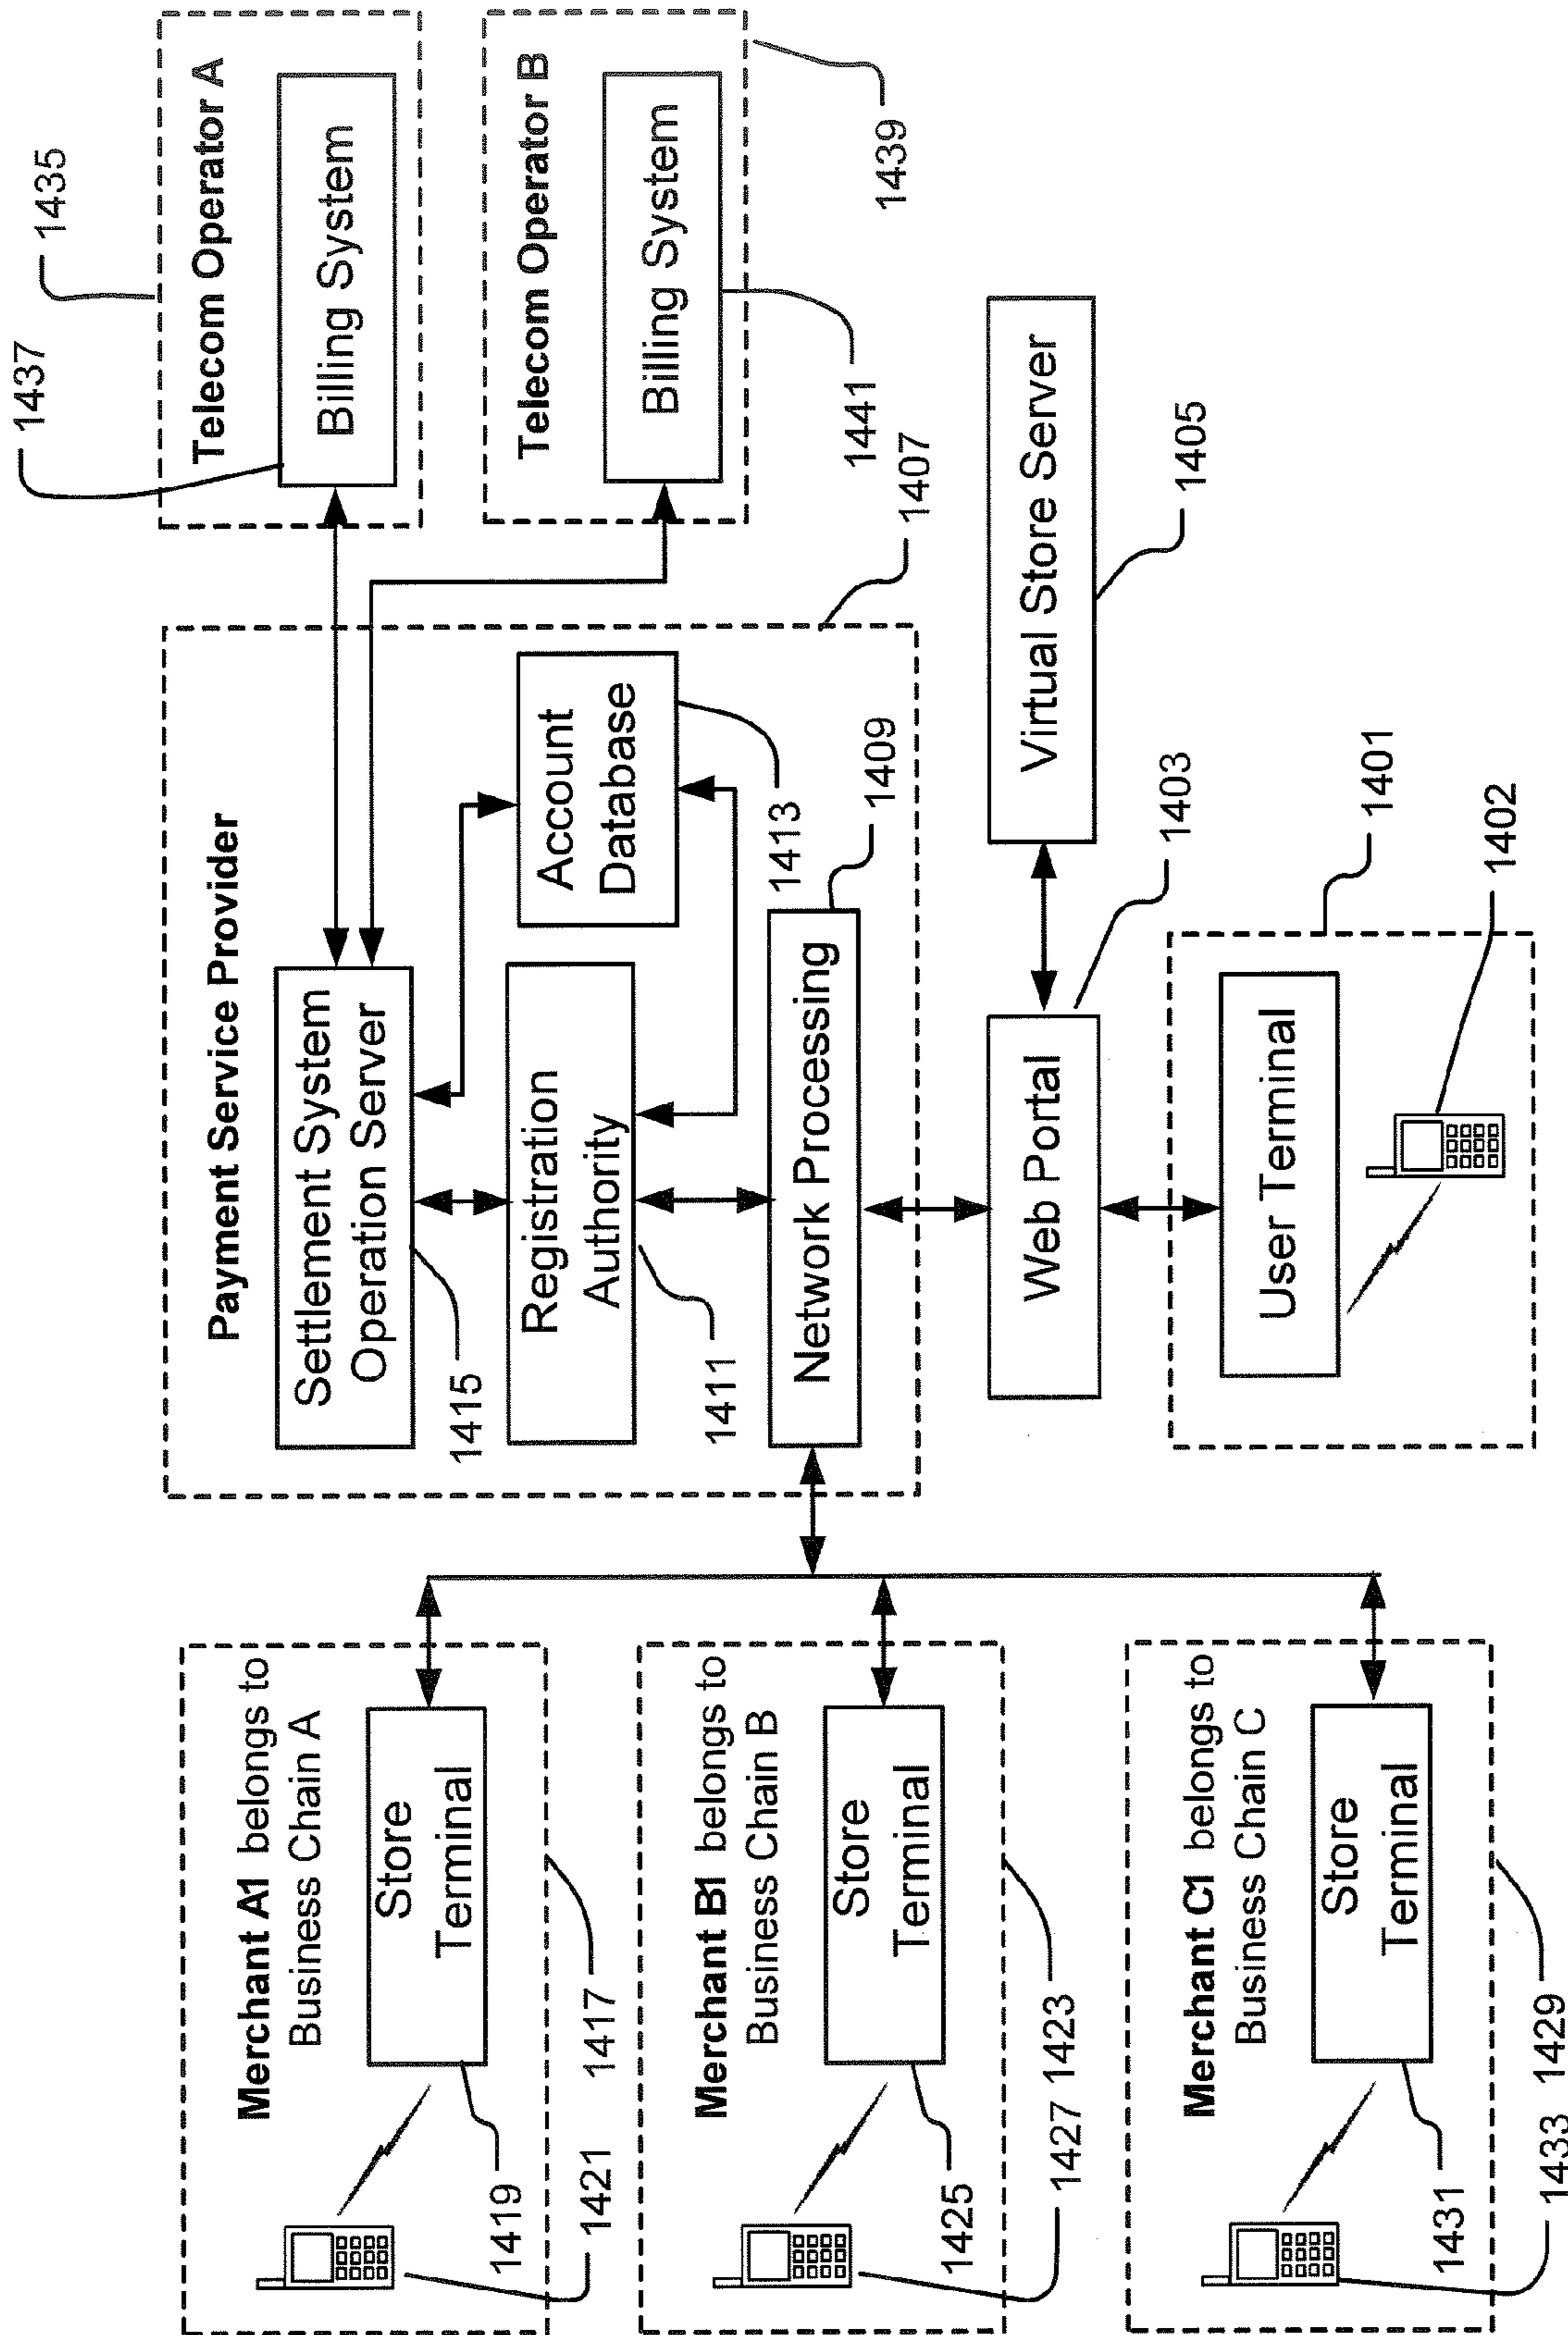 Merchant A1 belongs to
Business Chain A
Store
Terminal
1419
1421
1417
Merchant B1 belongs to
Business Chain B
Store
Terminal
1425
1427
1423
Merchant C1 belongs to
Business Chain C
Store
Terminal
1431
1433
1429
Payment Service Provider
Settlement System
Operation Server
1415
Registration
Authority
1411
Account
Database
1413
Network Processing
1409
1407
Web Portal
1403
Virtual Store Server
1405
User Terminal
1401
1402
Telecom Operator A
Billing System
1437
1435
Telecom Operator B
Billing System
1441
1439